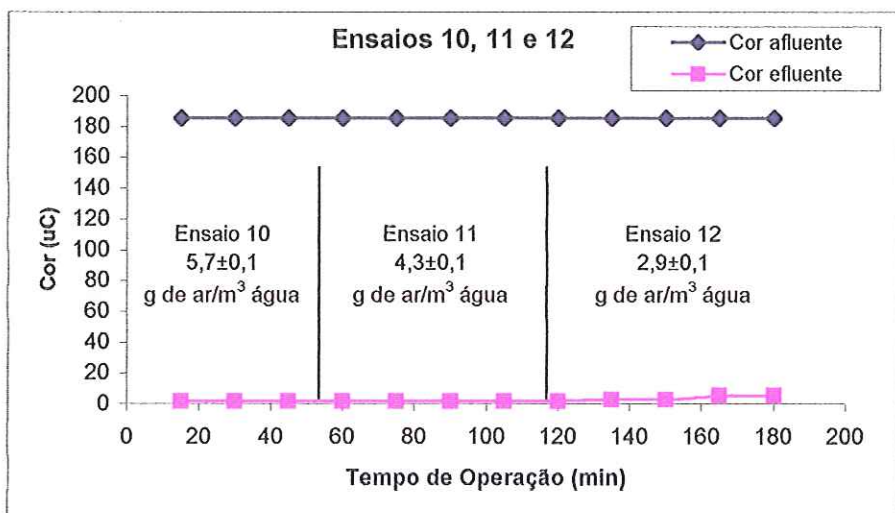 Ensaios 10, 11 e 12
Cor afluente
Cor efluente
200
180
160
140
120
100
80
60
40
20
0
Cor (uC)
Ensaio 10
5,7±0,1
g de ar/m³ água
Ensaio 11
4,3±0,1
g de ar/m³ água
Ensaio 12
2,9±0,1
g de ar/m³ água
0 20 40 60 80 100 120 140 160 180 200
Tempo de Operação (min)